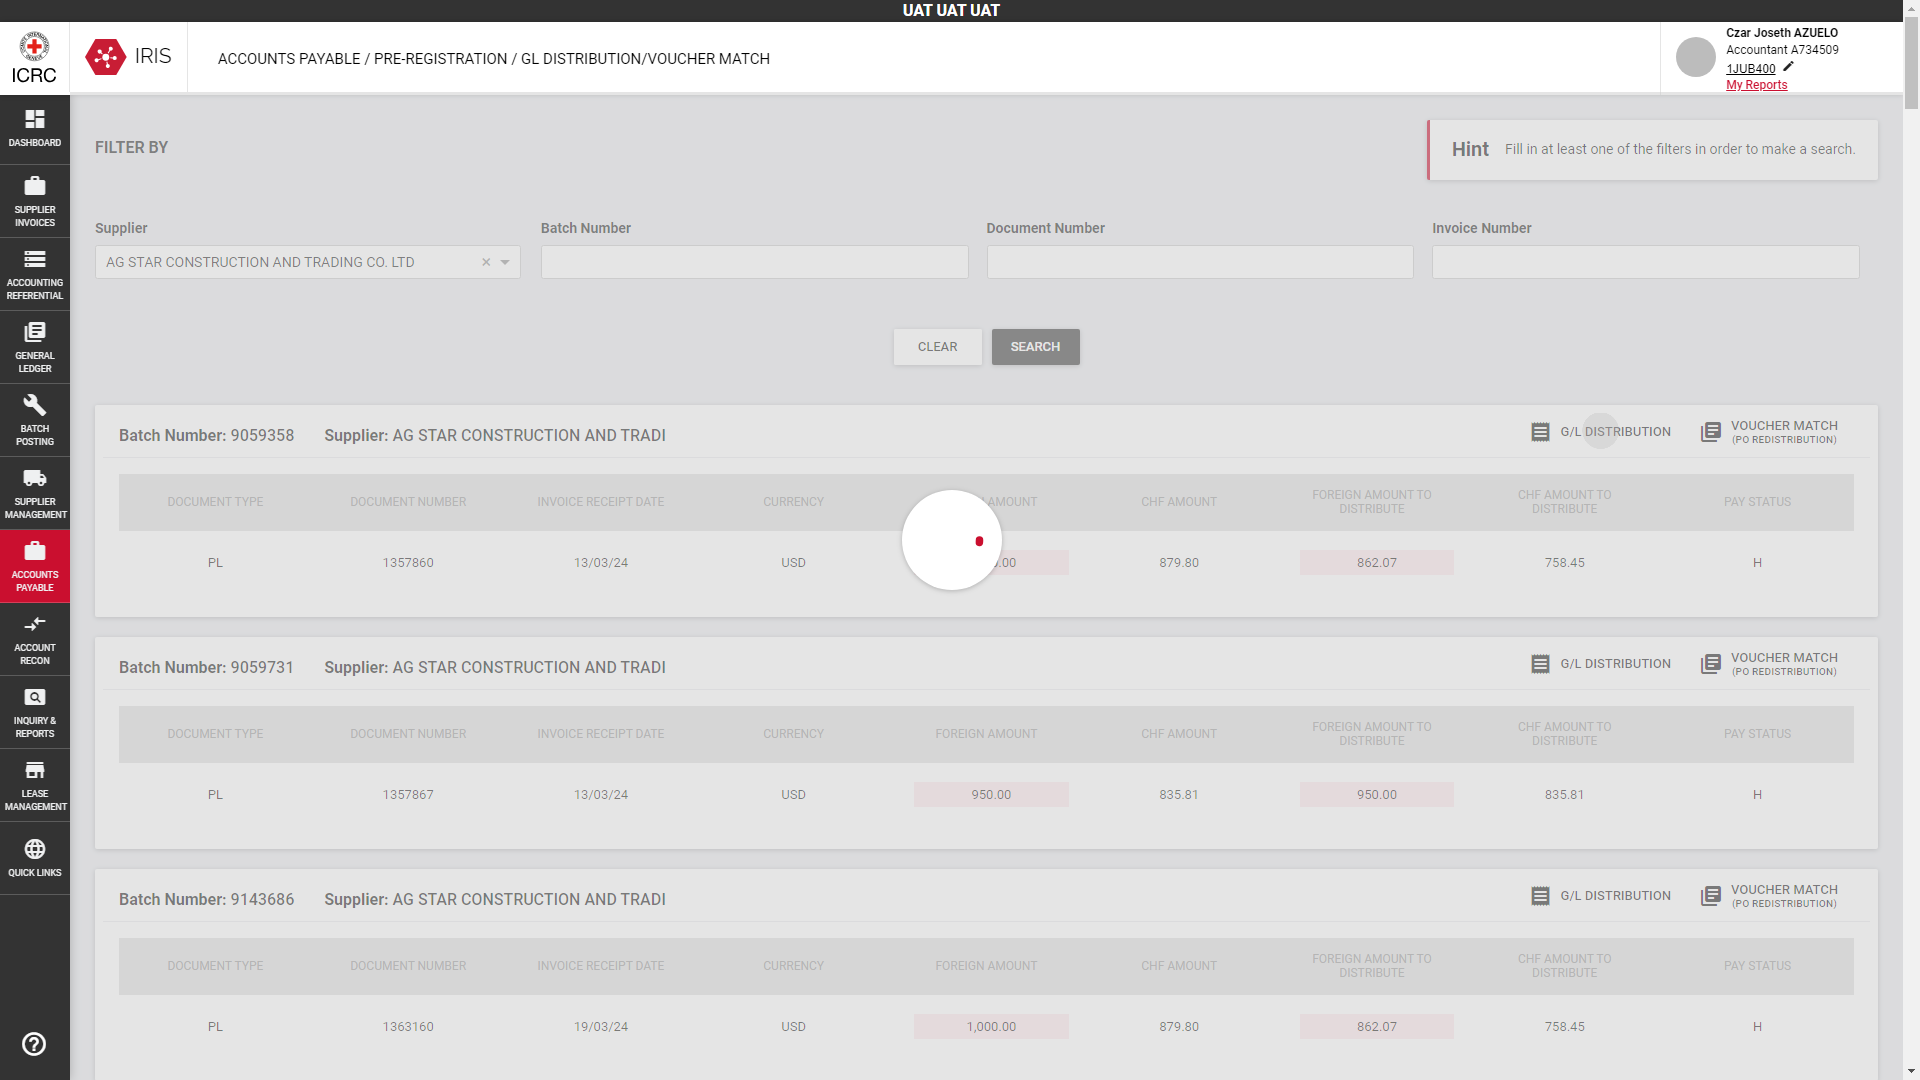 UAT UAT UAT
ICRC
IRIS
ACCOUNTS PAYABLE / PRE-REGISTRATION / GL DISTRIBUTION/VOUCHER MATCH
Czar Joseth AZUELO
Accountant A734509
1JUB400
My Reports
DASHBOARD
SUPPLIER
INVOICES
ACCOUNTING
REFERENTIAL
GENERAL
LEDGER
BATCH
POSTING
SUPPLIER
MANAGEMENT
ACCOUNTS
PAYABLE
ACCOUNT
RECON
INQUIRY &
REPORTS
LEASE
MANAGEMENT
QUICK LINKS
FILTER BY
Hint Fill in at least one of the filters in order to make a search.
Supplier Batch Number Document Number Invoice Number
AG STAR CONSTRUCTION AND TRADING CO. LTD
CLEAR SEARCH
Batch Number: 9059358 Supplier: AG STAR CONSTRUCTION AND TRADI G/L DISTRIBUTION VOUCHER MATCH
(PO REDISTRIBUTION)
DOCUMENT TYPE DOCUMENT NUMBER INVOICE RECEIPT DATE CURRENCY AMOUNT CHF AMOUNT FOREIGN AMOUNT TO DISTRIBUTE CHF AMOUNT TO DISTRIBUTE PAY STATUS
PL 1357860 13/03/24 USD .00 879.80 862.07 758.45 H
Batch Number: 9059731 Supplier: AG STAR CONSTRUCTION AND TRADI G/L DISTRIBUTION VOUCHER MATCH
(PO REDISTRIBUTION)
DOCUMENT TYPE DOCUMENT NUMBER INVOICE RECEIPT DATE CURRENCY FOREIGN AMOUNT CHF AMOUNT FOREIGN AMOUNT TO DISTRIBUTE CHF AMOUNT TO DISTRIBUTE PAY STATUS
PL 1357867 13/03/24 USD 950.00 835.81 950.00 835.81 H
Batch Number: 9143686 Supplier: AG STAR CONSTRUCTION AND TRADI G/L DISTRIBUTION VOUCHER MATCH
(PO REDISTRIBUTION)
DOCUMENT TYPE DOCUMENT NUMBER INVOICE RECEIPT DATE CURRENCY FOREIGN AMOUNT CHF AMOUNT FOREIGN AMOUNT TO DISTRIBUTE CHF AMOUNT TO DISTRIBUTE PAY STATUS
PL 1363160 19/03/24 USD 1,000.00 879.80 862.07 758.45 H